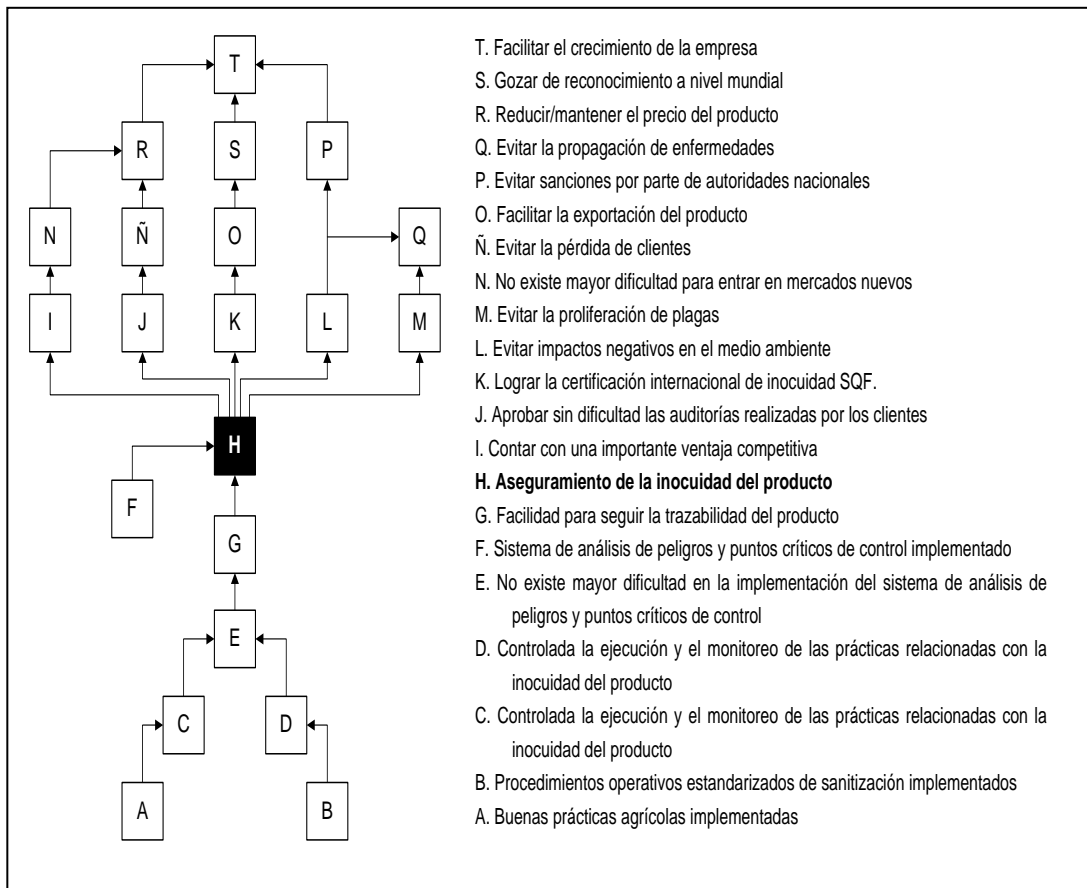 T
R
S
P
N
Ñ
O
Q
I
J
K
L
M
H
F
G
E
C
D
A
B
T. Facilitar el crecimiento de la empresa
S. Gozar de reconocimiento a nivel mundial
R. Reducir/mantener el precio del producto
Q. Evitar la propagación de enfermedades
P. Evitar sanciones por parte de autoridades nacionales
O. Facilitar la exportación del producto
Ñ. Evitar la pérdida de clientes
N. No existe mayor dificultad para entrar en mercados nuevos
M. Evitar la proliferación de plagas
L. Evitar impactos negativos en el medio ambiente
K. Lograr la certificación internacional de inocuidad SQF.
J. Aprobar sin dificultad las auditorías realizadas por los clientes
I. Contar con una importante ventaja competitiva
H. Aseguramiento de la inocuidad del producto
G. Facilidad para seguir la trazabilidad del producto
F. Sistema de análisis de peligros y puntos críticos de control implementado
E. No existe mayor dificultad en la implementación del sistema de análisis de
peligros y puntos críticos de control
D. Controlada la ejecución y el monitoreo de las prácticas relacionadas con la
inocuidad del producto
C. Controlada la ejecución y el monitoreo de las prácticas relacionadas con la
inocuidad del producto
B. Procedimientos operativos estandarizados de sanitización implementados
A. Buenas prácticas agrícolas implementadas